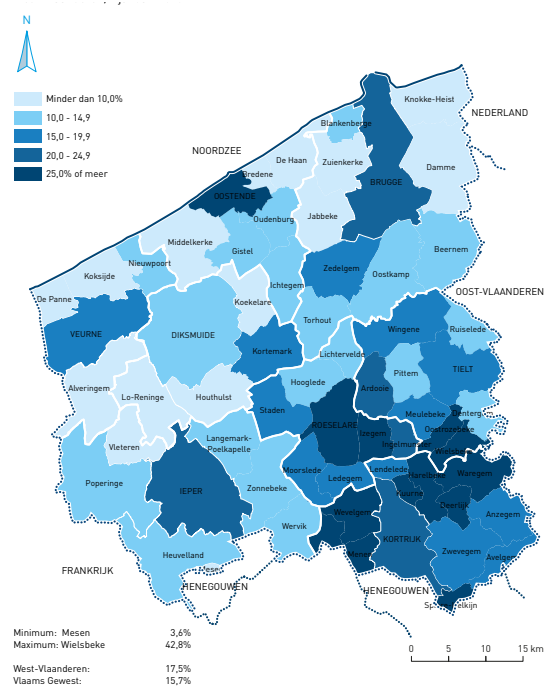 N
Minder dan 10,0%
10,0 - 14,9
15,0 - 19,9
20,0 - 24,9
25,0% of meer
NOORDZEE
NEDERLAND
OOST-VLAANDEREN
FRANKRIJK
HENEGOUWEN
HENEGOUWEN
Knokke-Heist
Blankenberge
De Haan
Zuienkerke
Damme
Bredene
BRUGGE
OOSTENDE
Oudenburg
Jabbeke
Middelkerke
Gistel
Beernem
Nieuwpoort
Zedelgem
Oostkamp
Koksijde
Ichtegem
De Panne
Koekelare
Torhout
VEURNE
DIKSMUIDE
Wingene
Ruiselede
Kortemark
Lichtervelde
Pittem
TIELT
Alveringem
Hooglede
Ardooie
Lo-Reninge
Houthulst
Staden
Meulebeke
Dentergem
ROESELARE
Izegem
Oostrozebeke
Vleteren
Langemark-
Poelkapelle
Ingelmunster
Wielsbeke
Moorslede
Ledegem
Lendelede
Harelbeke
Waregem
Poperinge
IEPER
Zonnebeke
Kuurne
Deerlijk
Wevelgem
Anzegem
Wervik
KORTRIJK
Heuvelland
Menen
Zwevegem
Avelgem
Mesen
Minimum: Mesen 3,6%
Maximum: Wielsbeke 42,8%
West-Vlaanderen: 17,5%
Vlaams Gewest: 15,7%
0 5 10 15 km